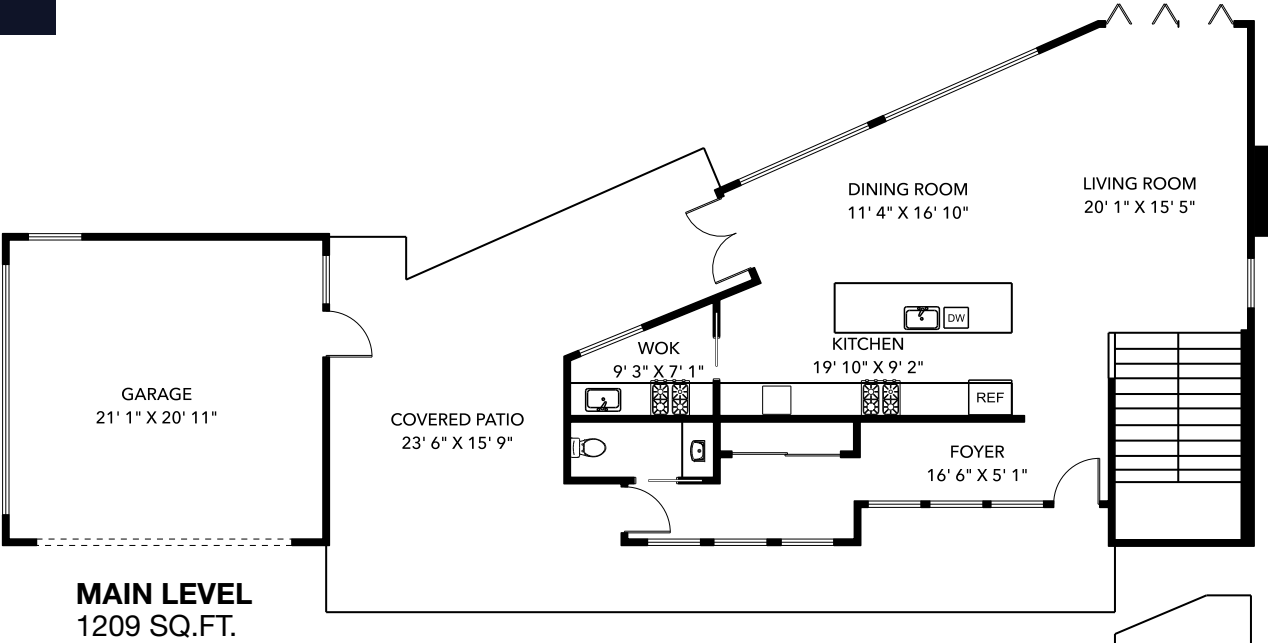 DINING ROOM
11' 4" X 16' 10"
LIVING ROOM
20' 1" X 15' 5"
DW
WOK
9' 3" X 7' 1"
KITCHEN
19' 10" X 9' 2"
GARAGE
21' 1" X 20' 11"
COVERED PATIO
23' 6" X 15' 9"
REF
FOYER
16' 6" X 5' 1"
MAIN LEVEL
1209 SQ.FT.